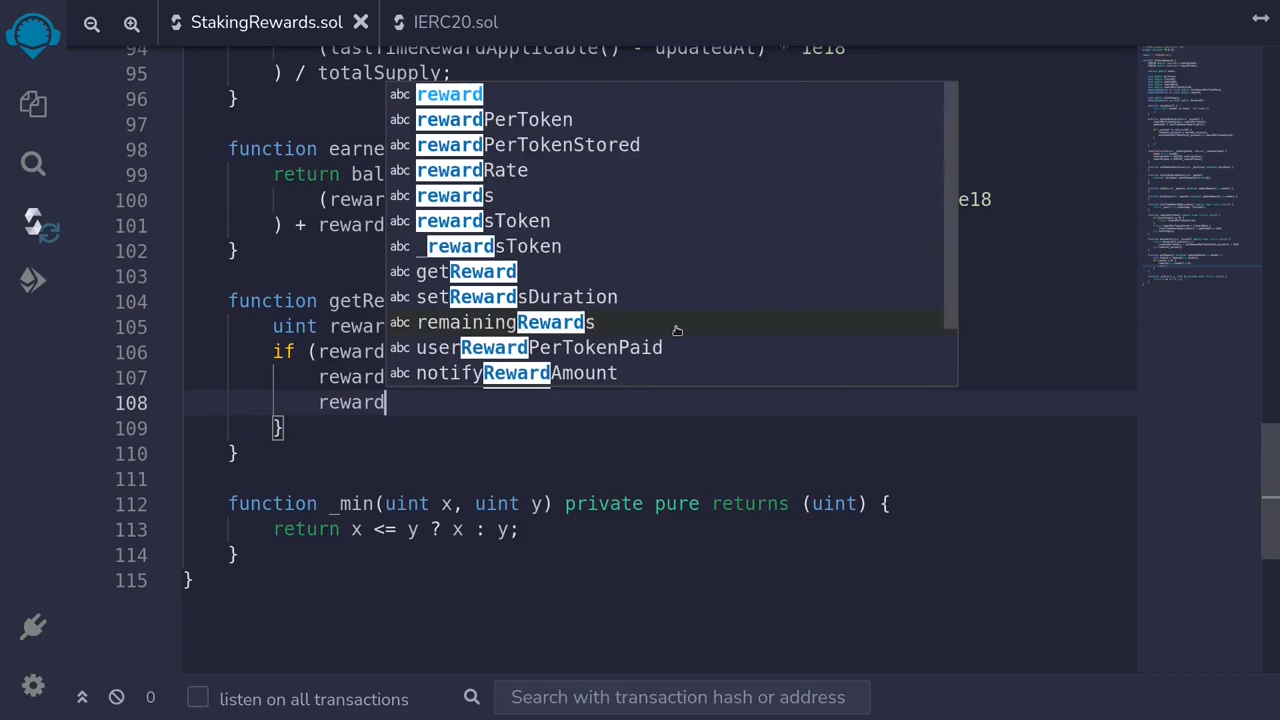 StakingRewards.sol
IERC20.sol
94 (lastTimeRewardApplicable() - updatedAt) * 1e18
95 ) / totalSupply;
96 }
97
98 function earne
99 return bal
100 (rewar e18
101 ) + reward
102 }
103
104 function getRe
105 uint rewar
106 if (reward
107 reward
108 reward
109 }
110 }
111
112 function _min(uint x, uint y) private pure returns (uint) {
113 return x <= y ? x : y;
114 }
115 }
abc reward
abc rewardPerToken
abc rewardPerTokenStored
abc rewardRate
abc rewards
abc rewardsToken
abc _rewardsToken
abc getReward
abc setRewardsDuration
abc remainingRewards
abc userRewardPerTokenPaid
abc notifyRewardAmount
0 listen on all transactions Search with transaction hash or address